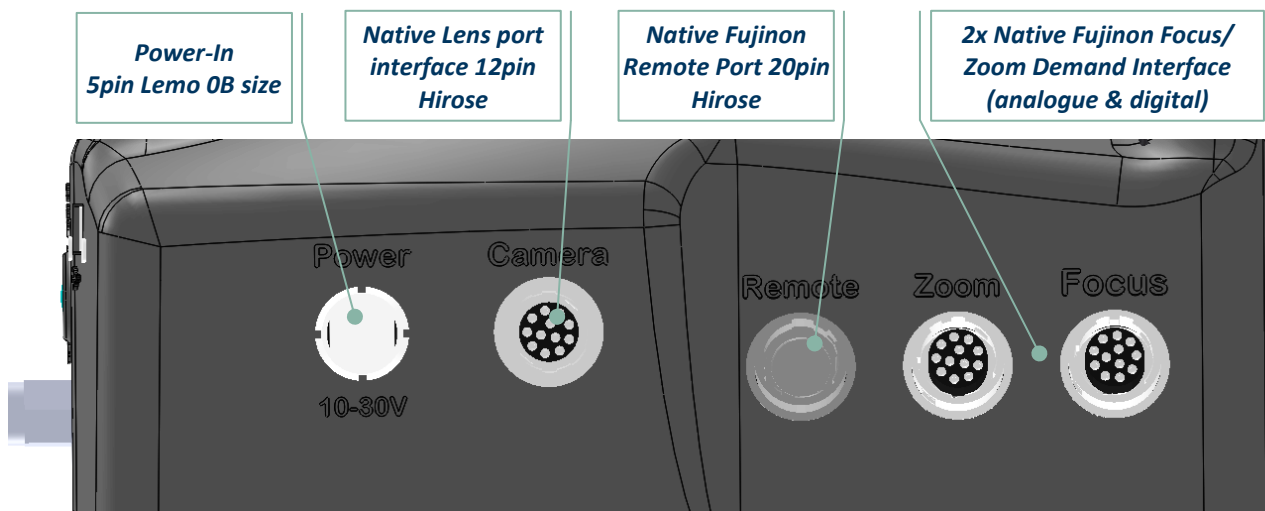 Power-In
5pin Lemo 0B size
Native Lens port
interface 12pin
Hirose
Native Fujinon
Remote Port 20pin
Hirose
2x Native Fujinon Focus/
Zoom Demand Interface
(analogue & digital)
Power
Camera
Remote
Zoom
Focus
10-30V